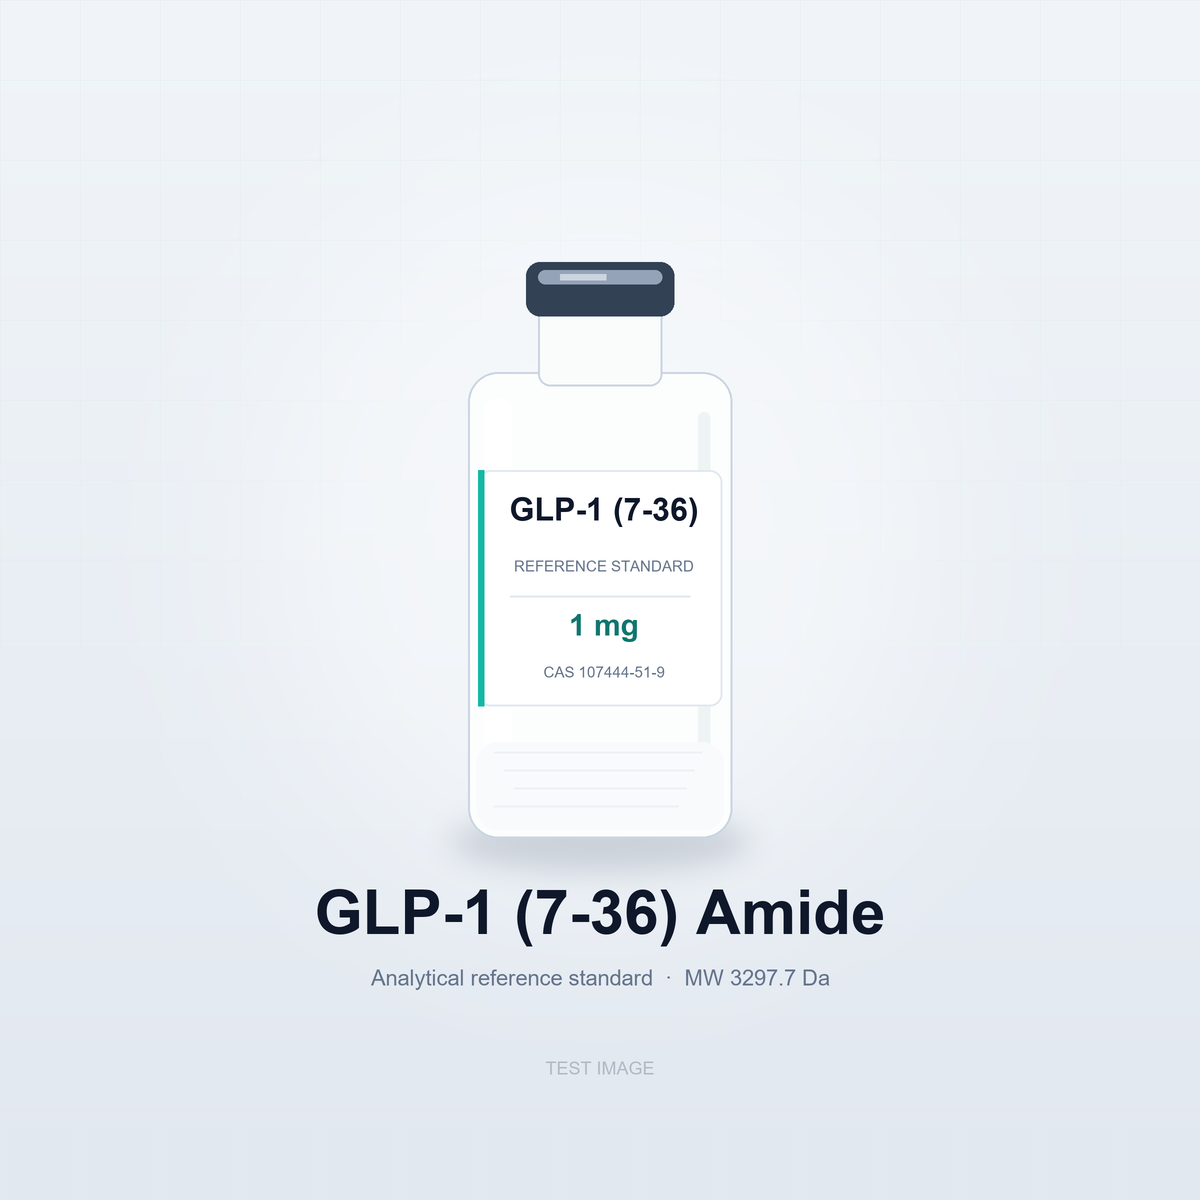 GLP-1 (7-36)
REFERENCE STANDARD
1 mg
CAS 107444-51-9
GLP-1 (7-36) Amide
Analytical reference standard · MW 3297.7 Da
TEST IMAGE